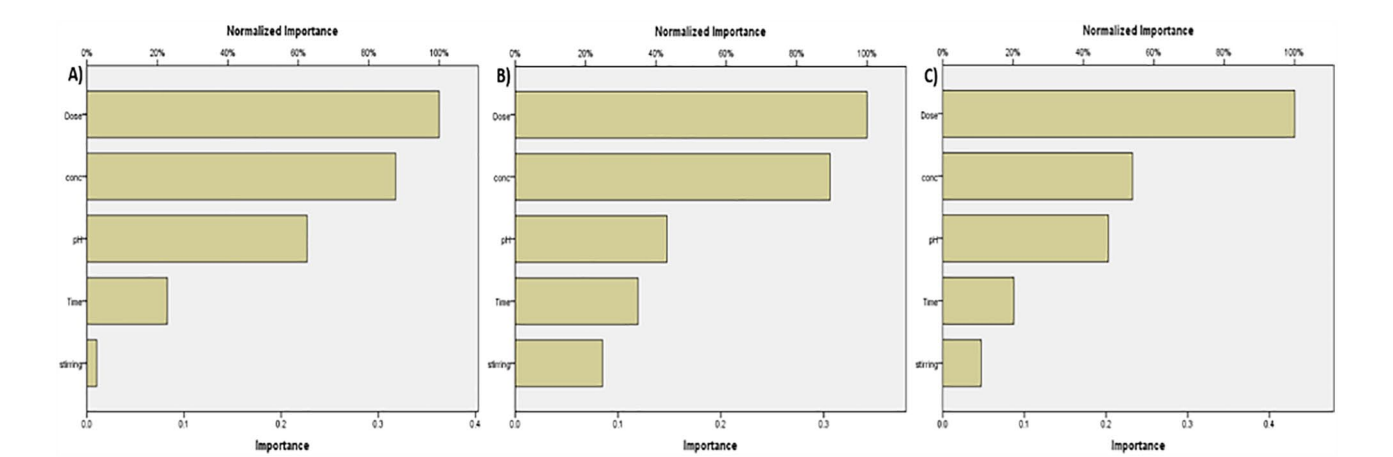 Normalized Importance
0% 20% 40% 60% 80% 100%
A)
Dose
conc
pH
Time
stirring
0.0 0.1 0.2 0.3 0.4
Importance
Normalized Importance
0% 20% 40% 60% 80% 100%
B)
Dose
conc
pH
Time
stirring
0.0 0.1 0.2 0.3
Importance
Normalized Importance
0% 20% 40% 60% 80% 100%
C)
Dose
conc
pH
Time
stirring
0.0 0.1 0.2 0.3 0.4
Importance